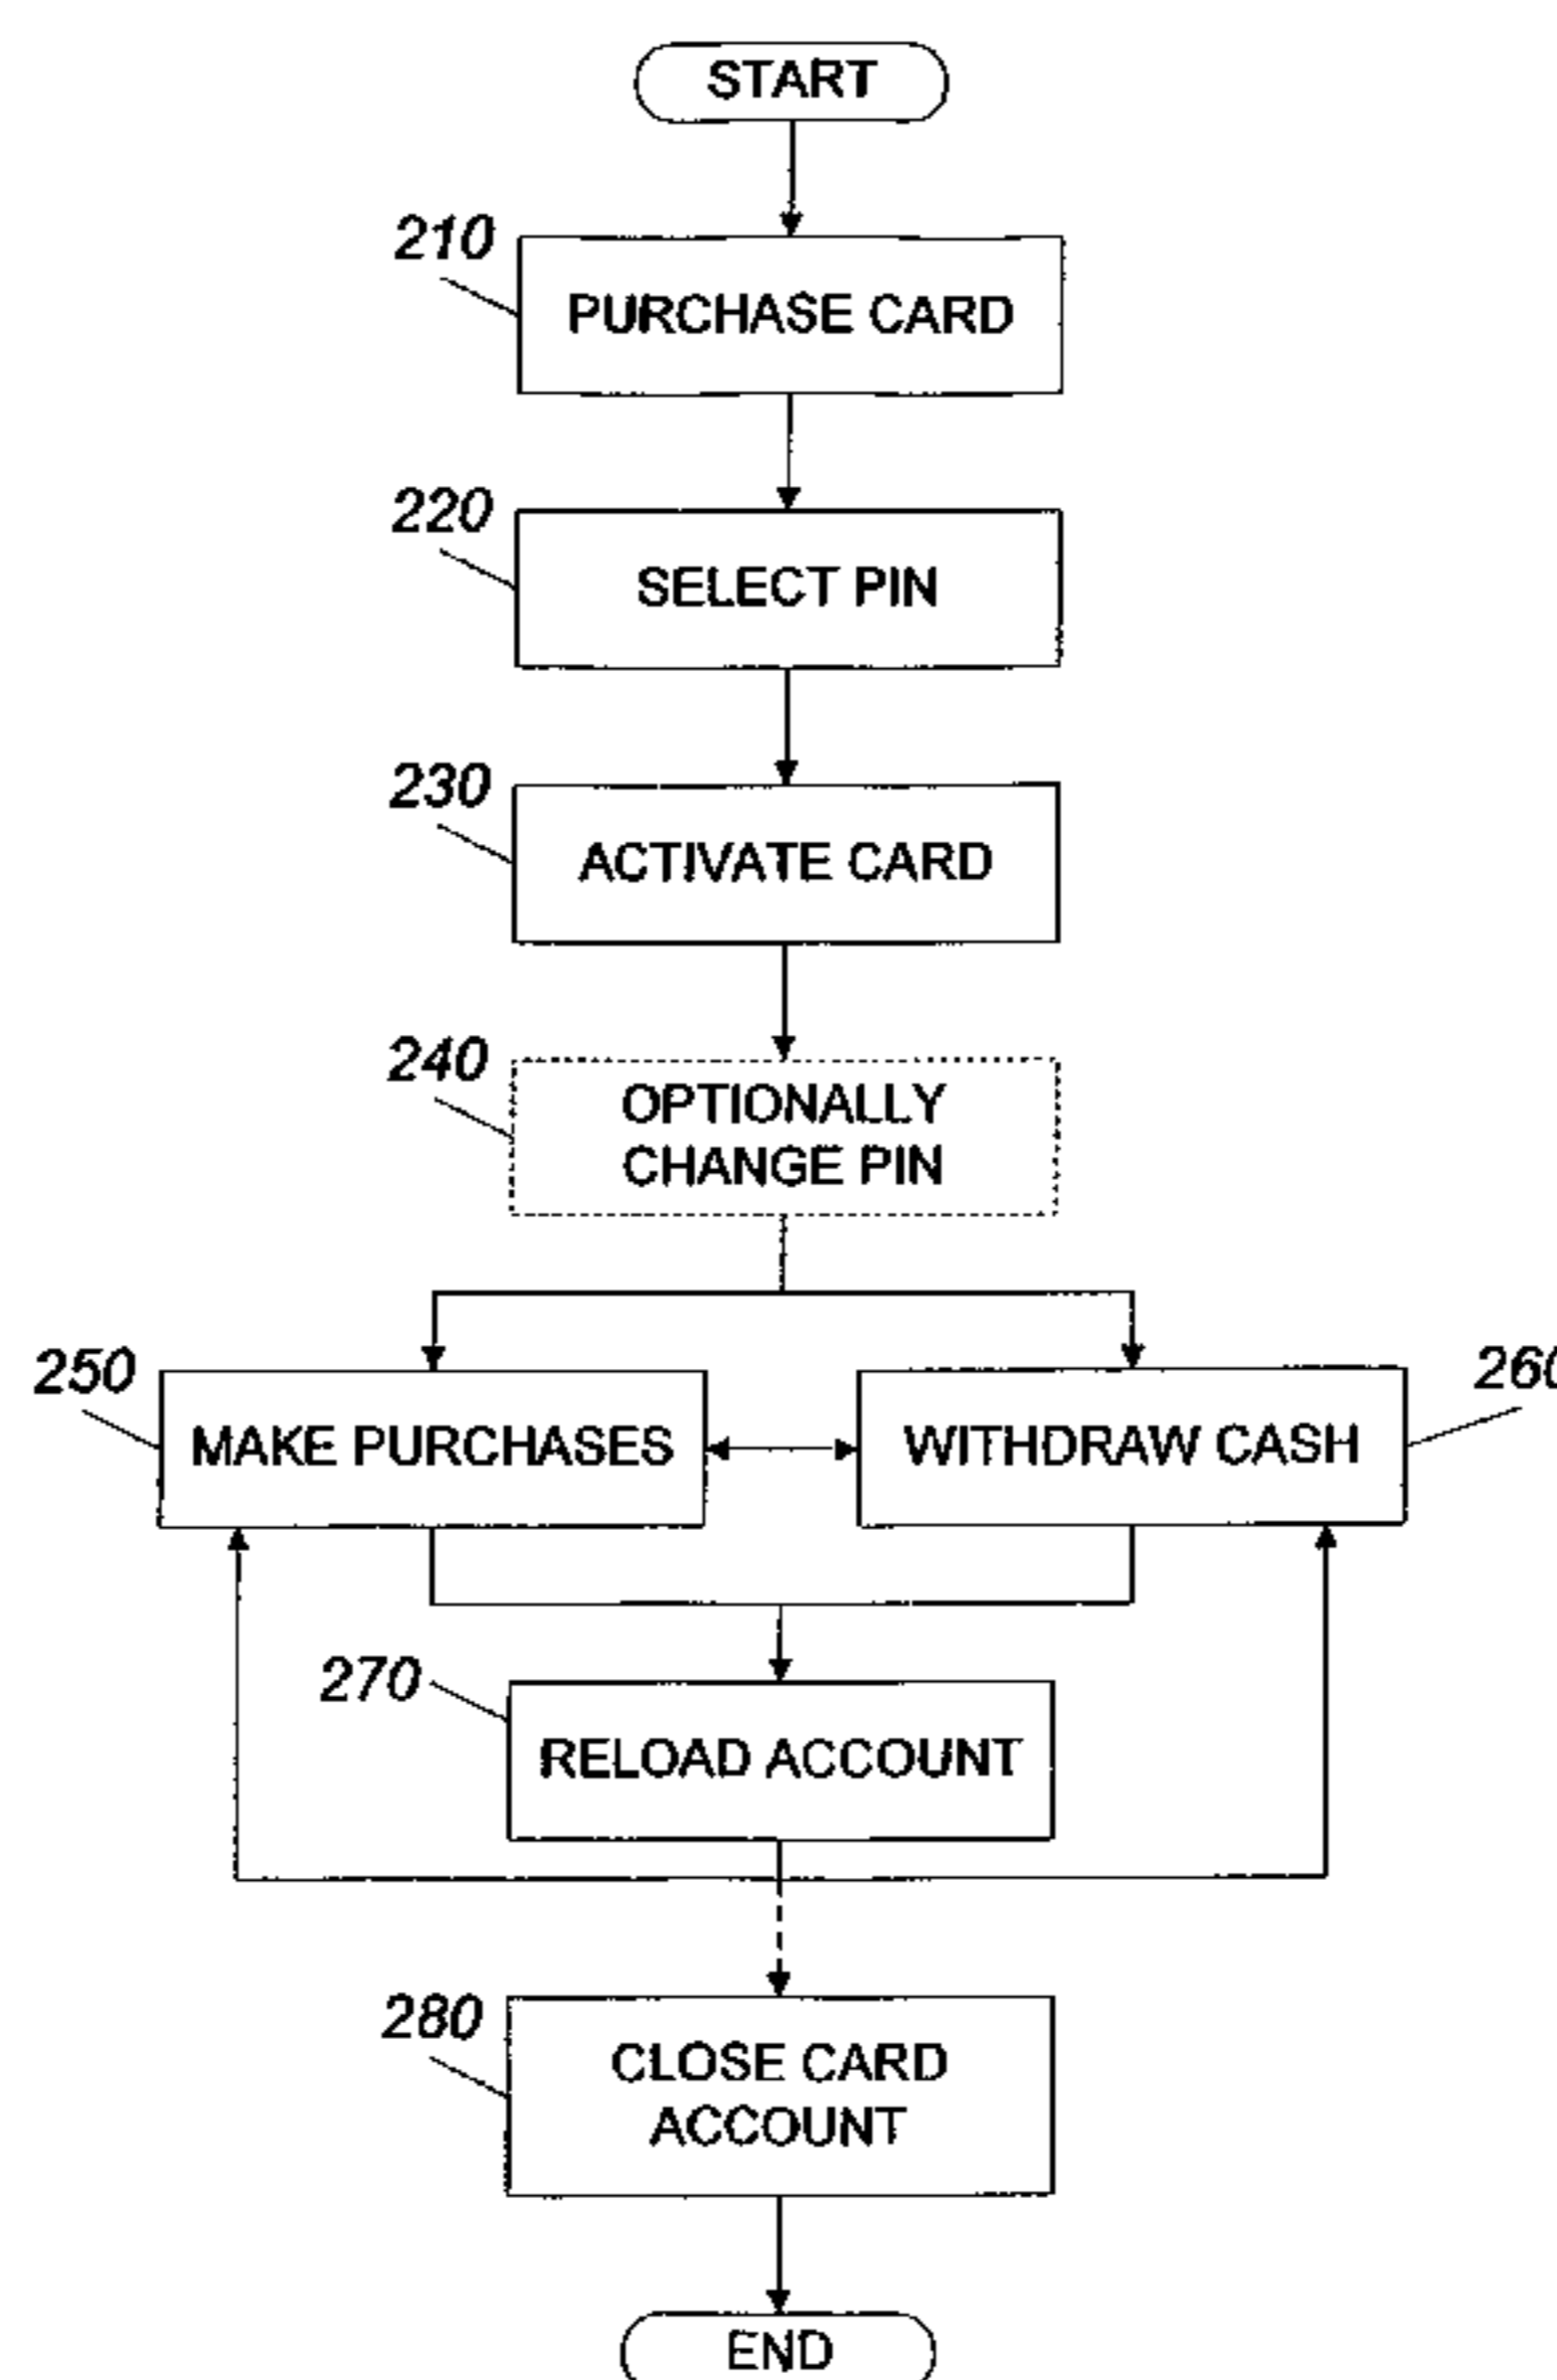 START
210
PURCHASE CARD
220
SELECT PIN
230
ACTIVATE CARD
240
OPTIONALLY
CHANGE PIN
250
MAKE PURCHASES
260
WITHDRAW CASH
270
RELOAD ACCOUNT
280
CLOSE CARD
ACCOUNT
END